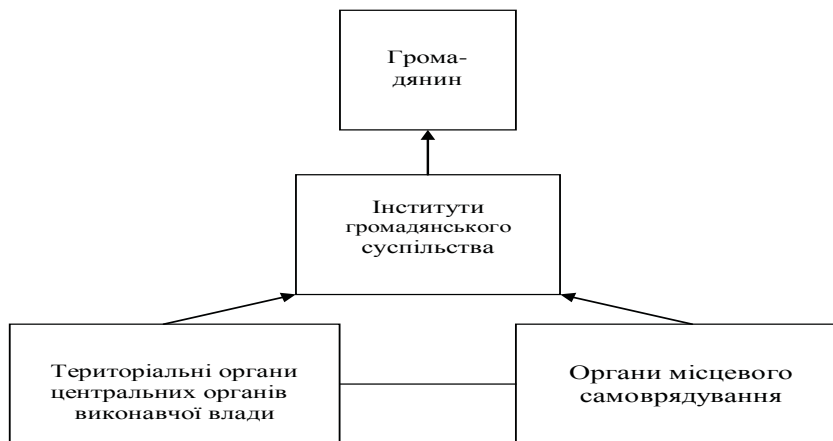 Грома-
дянин
Інститути
громадянського
суспільства
Територіальні органи
центральних органів
виконавчої влади
Органи місцевого
самоврядування